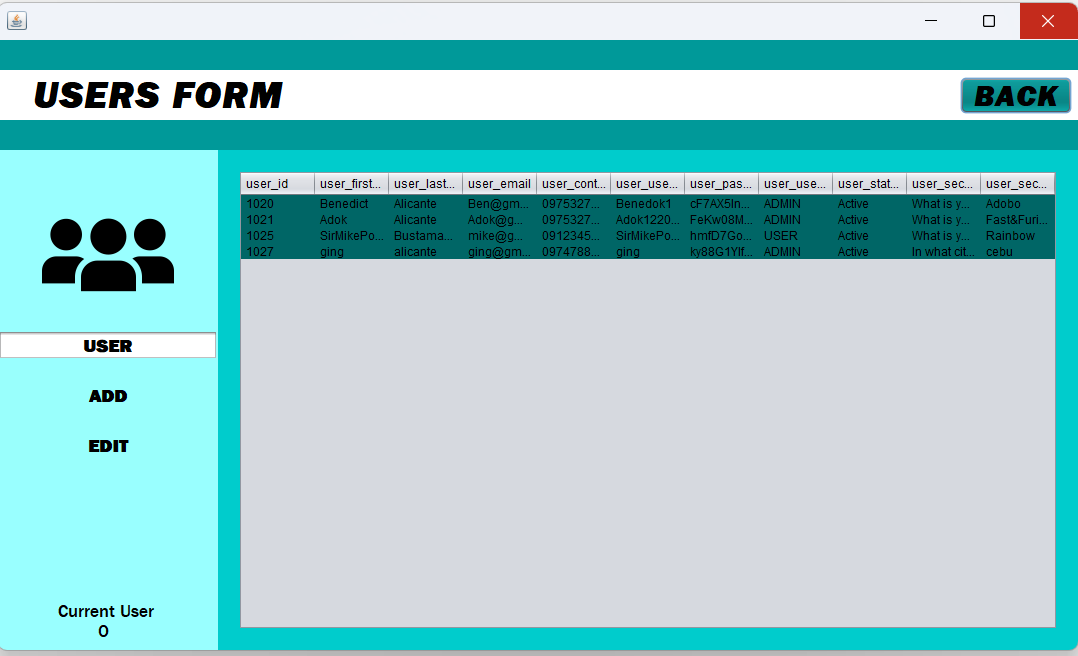 USERS FORM
BACK
user_id user_first... user_last... user_email user_cont... user_use... user_pas... user_use... user_stat... user_sec... user_sec...
1020 Benedict Alicante Ben@gm... 0975327... Benedok1 cF7AX5In... ADMIN Active What is y... Adobo
1021 Adok Alicante Adok@g... 0975327... Adok1220... FeKw08M... ADMIN Active What is y... Fast&Furi...
1025 SirMikePo... Bustama... mike@g... 0912345... SirMikePo... hmfD7Go... USER Active What is y... Rainbow
1027 ging alicante ging@gm... 0974788... ging ky88G1Ylf... ADMIN Active In what cit... cebu
USER
ADD
EDIT
Current User
0